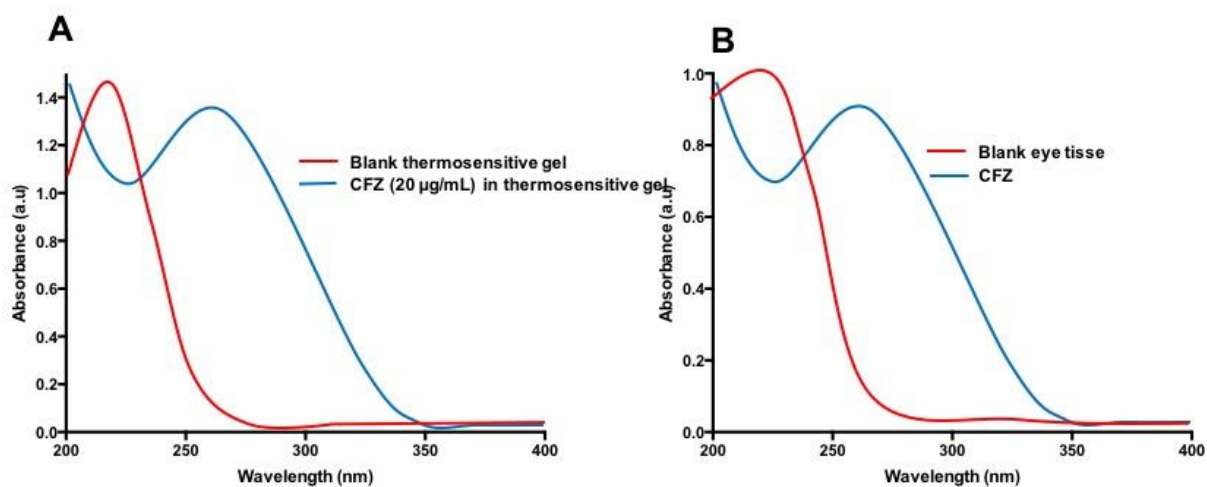 A
1.4
1.2
1.0
0.8
0.6
0.4
0.2
0.0
200
250
300
350
400
Absorbance (a.u)
Wavelength (nm)
Blank thermosensitive gel
CFZ (20 µg/mL) in thermosensitive gel
B
1.0
0.8
0.6
0.4
0.2
0.0
200
250
300
350
400
Absorbance (a.u)
Wavelength (nm)
Blank eye tisse
CFZ